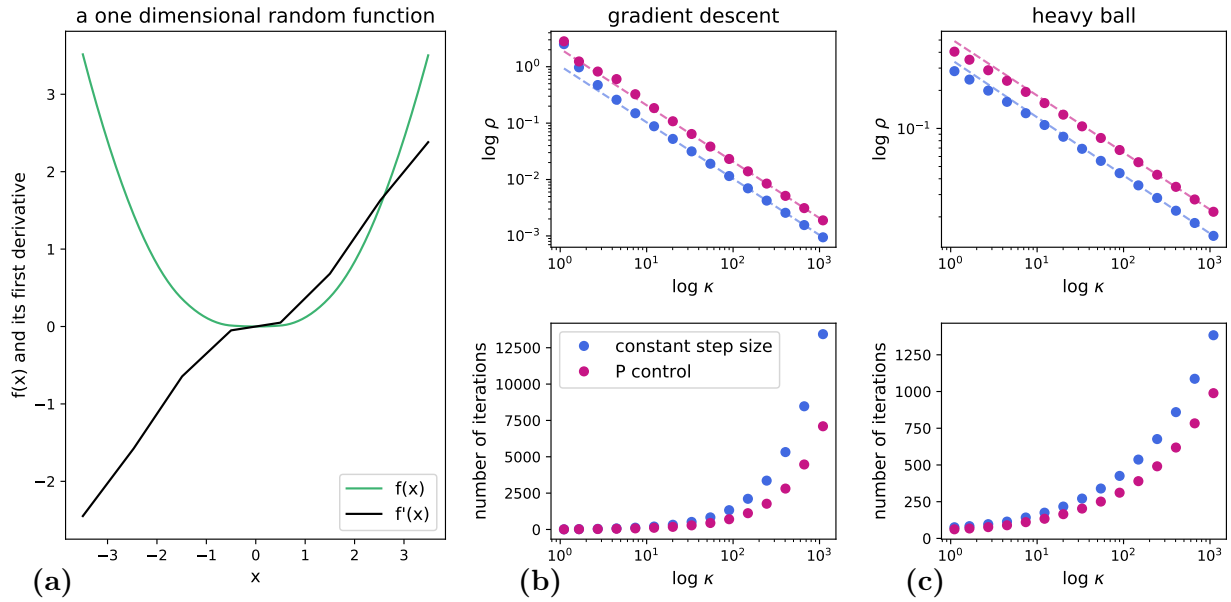 a one dimensional random function
f(x) and its first derivative
3
2
1
0
−1
−2
−3
−2
−1
0
1
2
3
x
f(x)
f'(x)
(a)
gradient descent
log ρ
10^0
10^{-1}
10^{-2}
10^{-3}
10^0
10^1
10^2
10^3
log κ
number of iterations
12500
10000
7500
5000
2500
0
constant step size
P control
10^0
10^1
10^2
10^3
log κ
(b)
heavy ball
log ρ
10^{-1}
10^0
10^1
10^2
10^3
log κ
number of iterations
1250
1000
750
500
250
0
10^0
10^1
10^2
10^3
log κ
(c)